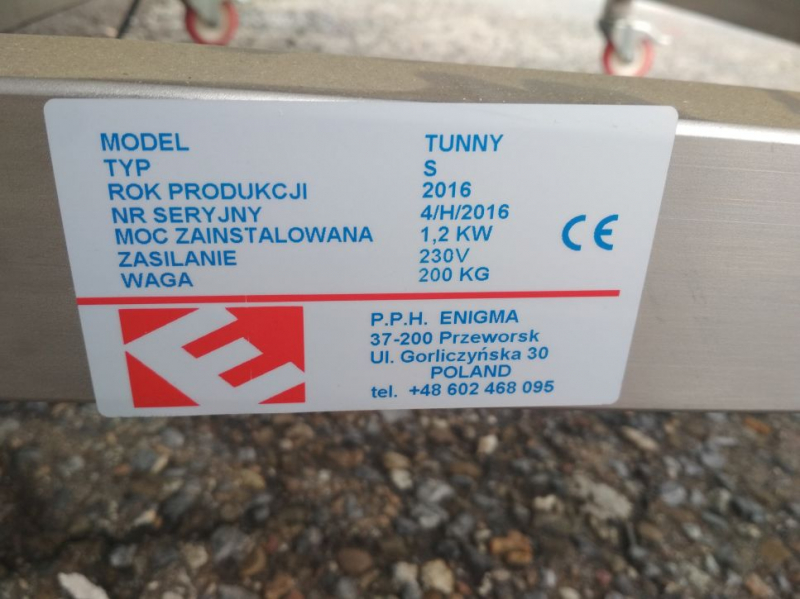 MODEL TUNNY
TYP S
ROK PRODUKCJI 2016
NR SERYJNY 4/H/2016
MOC ZAINSTALOWANA 1,2 KW
ZASILANIE 230V
WAGA 200 KG
CE
E
P.P.H. ENIGMA
37-200 Przeworsk
Ul. Gorliczyńska 30
POLAND
tel. +48 602 468 095